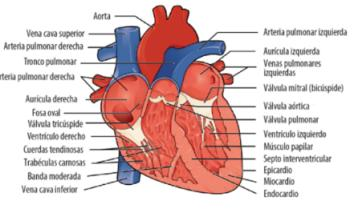 Aorta
Vena cava superior
Arteria pulmonar derecha
Tronco pulmonar
rteria pulmonar derecha
Aurícula derecha
Fosa oval
Válvula tricúspide
Ventrículo derecho
Cuerdas tendinosas
Trabéculas carnosas
Banda moderada
Vena cava inferior
Arteria pulmonar izquierda
Aurícula izquierda
Venas pulmonares
izquierdas
Válvula mitral (bicúspide)
Válvula aórtica
Válvula pulmonar
Ventrículo izquierdo
Músculo papilar
Septo interventricular
Epicardio
Miocardio
Endocardio